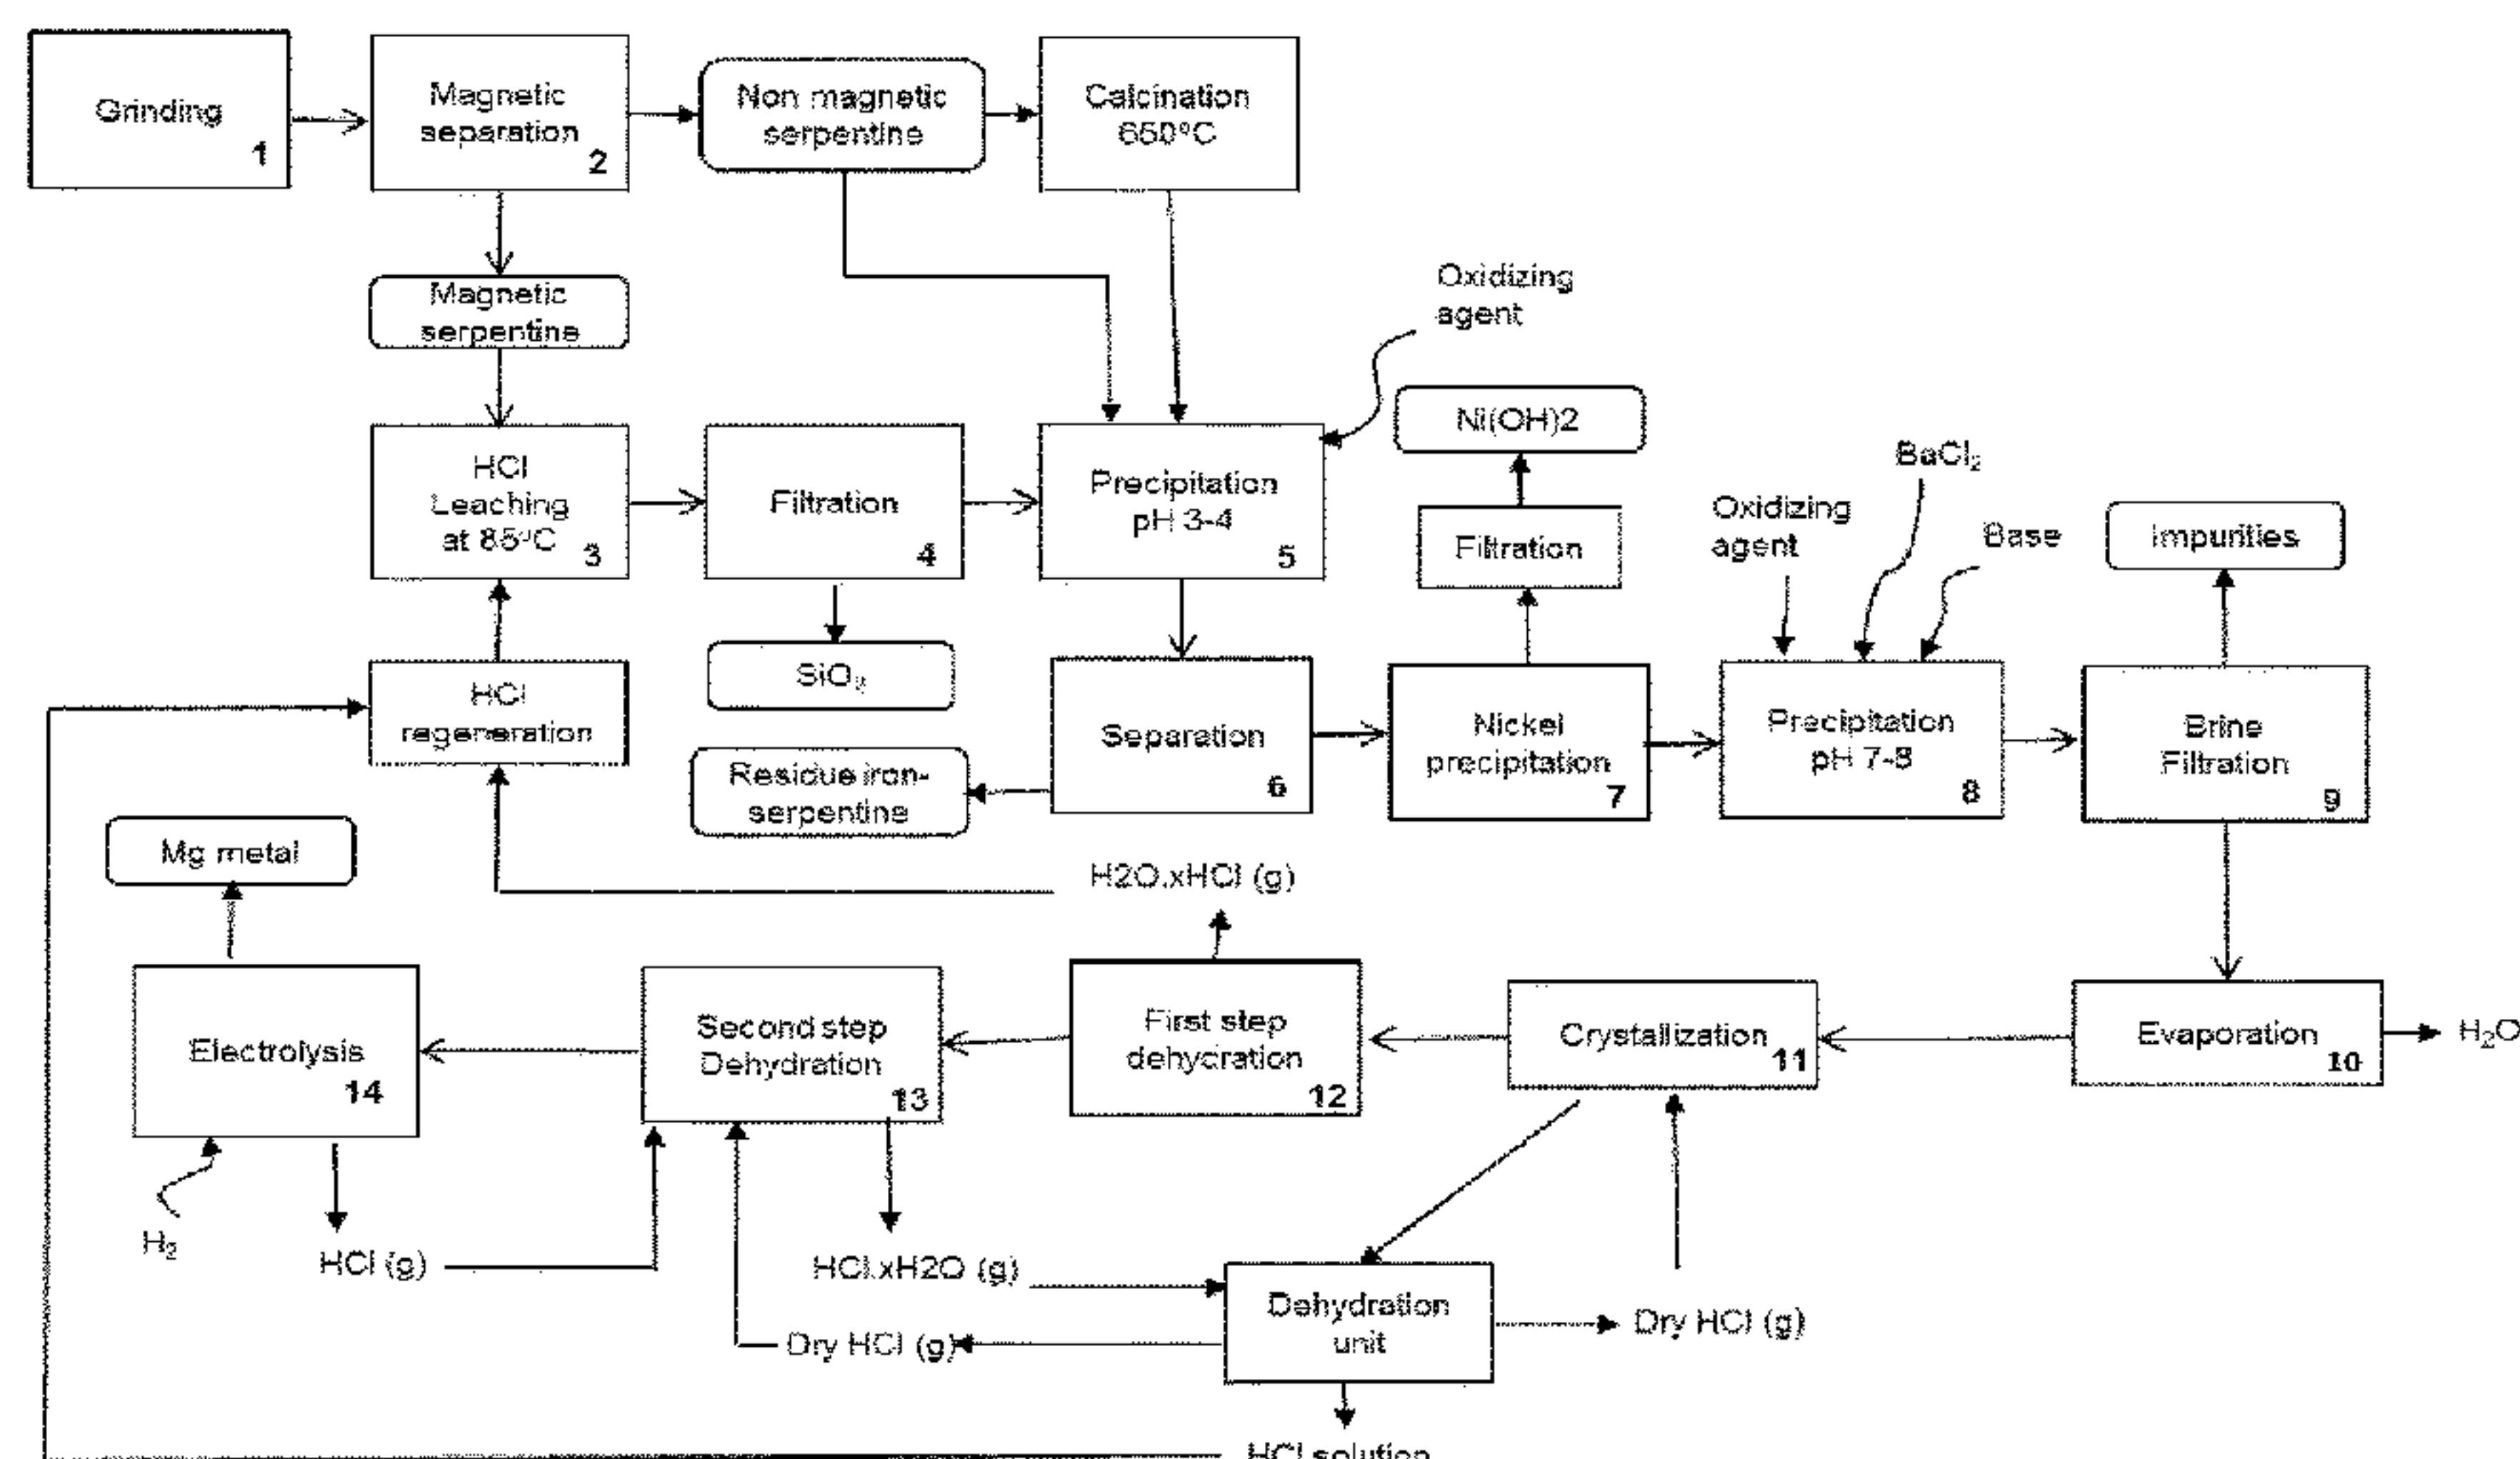 Grinding
1
Magnetic
separation
2
Non magnetic
serpentine
Calcination
650°C
Magnetic
serpentine
Oxidizing
agent
HCl
Leaching
at 85°C
3
Filtration
4
Precipitation
pH 3-4
5
Ni(OH)2
Filtration
Oxidizing
agent
BaCl₂
Base
Impurities
HCl
regeneration
SiO₂
Residue iron-
serpentine
Separation
6
Nickel
precipitation
7
Precipitation
pH 7-8
8
Brine
Filtration
9
Mg metal
H2O.xHCl (g)
Electrolysis
14
Second step
Dehydration
13
First step
dehydration
12
Crystallization
11
Evaporation
10
H₂O
H₂
HCl (g)
HCl.xH2O (g)
Dry HCl (g)
Dehydration
unit
Dry HCl (g)
HCl solution